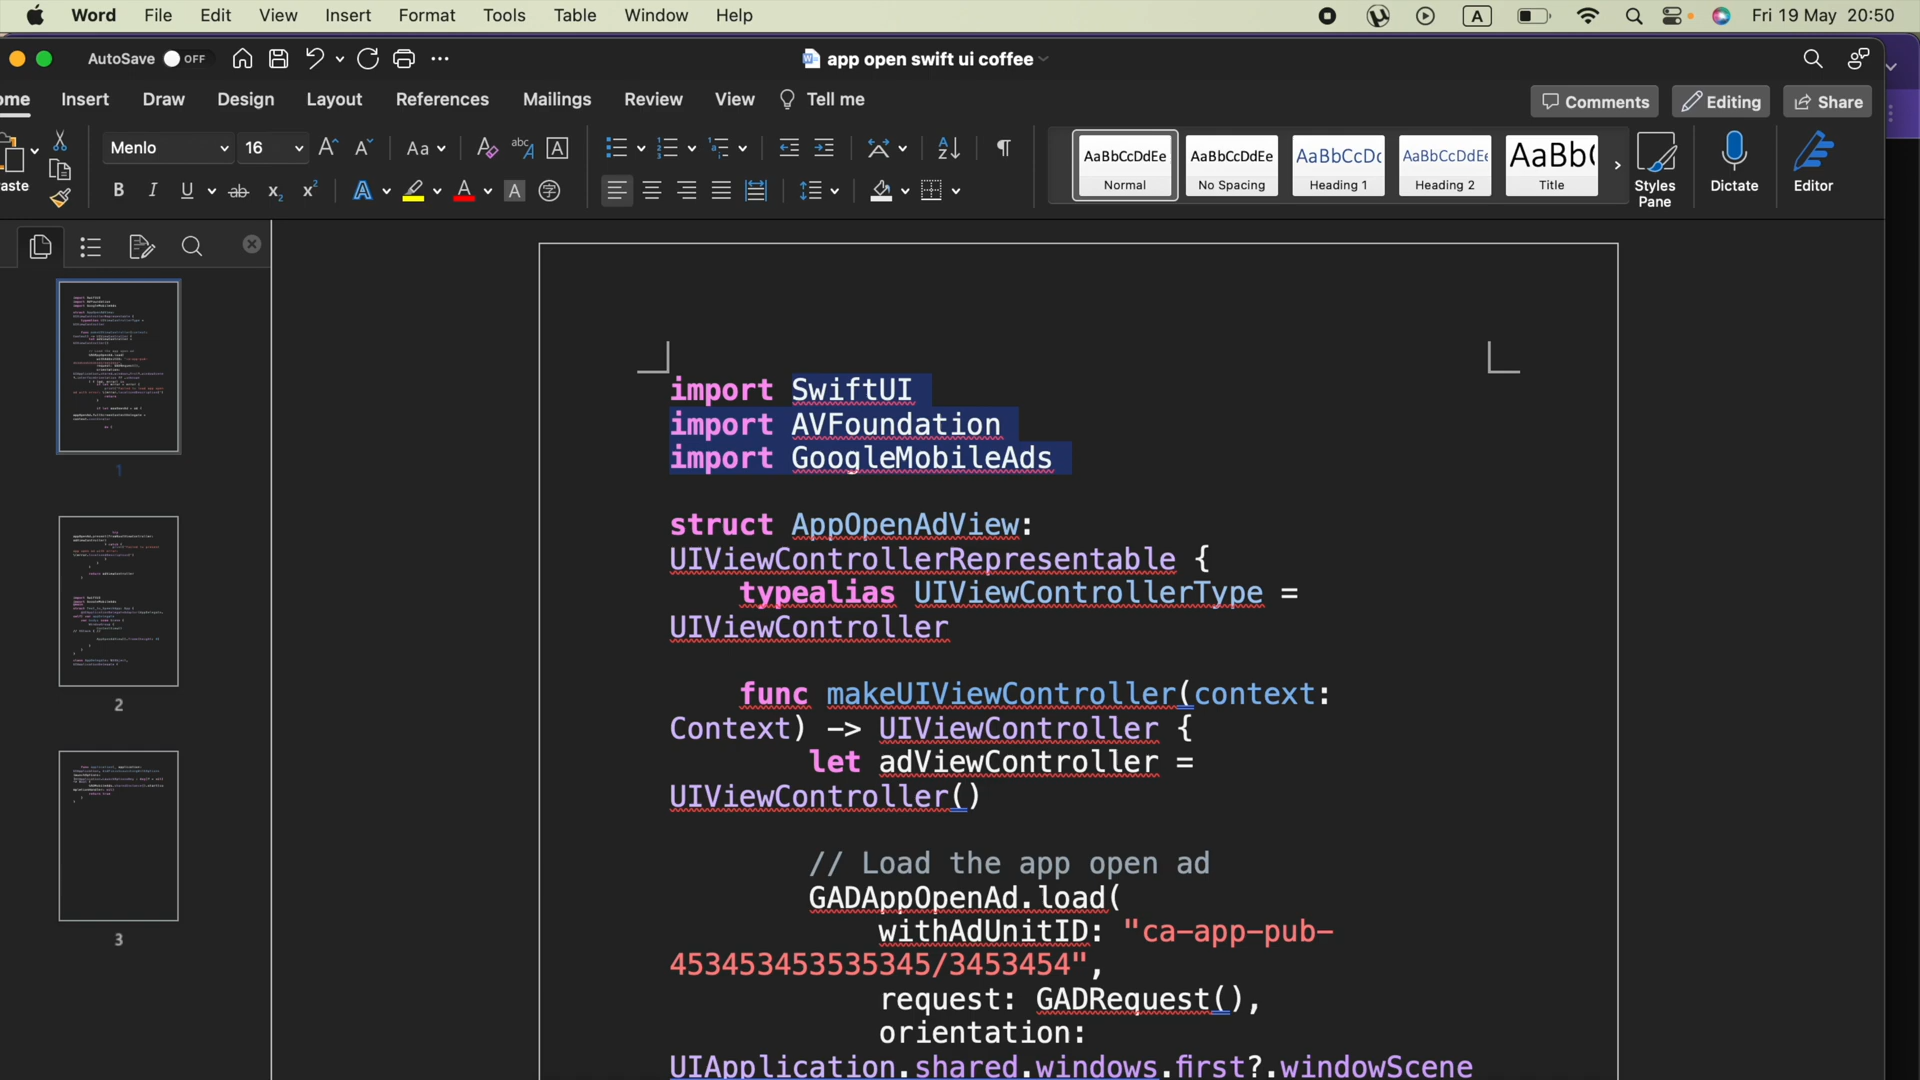 Word File Edit View Insert Format Tools Table Window Help A Fri 19 May 20:50
AutoSave OFF app open swift ui coffee
ome Insert Draw Design Layout References Mailings Review View Tell me Comments Editing Share
aste Menlo 16 Aa
AaBbCcDdEe AaBbCcDdEe AaBbCcDc AaBbCcDdEe AaBb(
Normal No Spacing Heading 1 Heading 2 Title
Styles Pane Dictate Editor
import SwiftUI
import AVFoundation
import GoogleMobileAds
struct AppOpenAdView:
UIViewControllerRepresentable {
typealias UIViewControllerType =
UIViewController
func makeUIViewController(context:
Context) -> UIViewController {
let adViewController =
UIViewController()
// Load the app open ad
GADAppOpenAd.load(
withAdUnitID: "ca-app-pub-
453453453535345/3453454",
request: GADRequest(),
orientation:
UIApplication.shared.windows.first?.windowScene
1
2
3